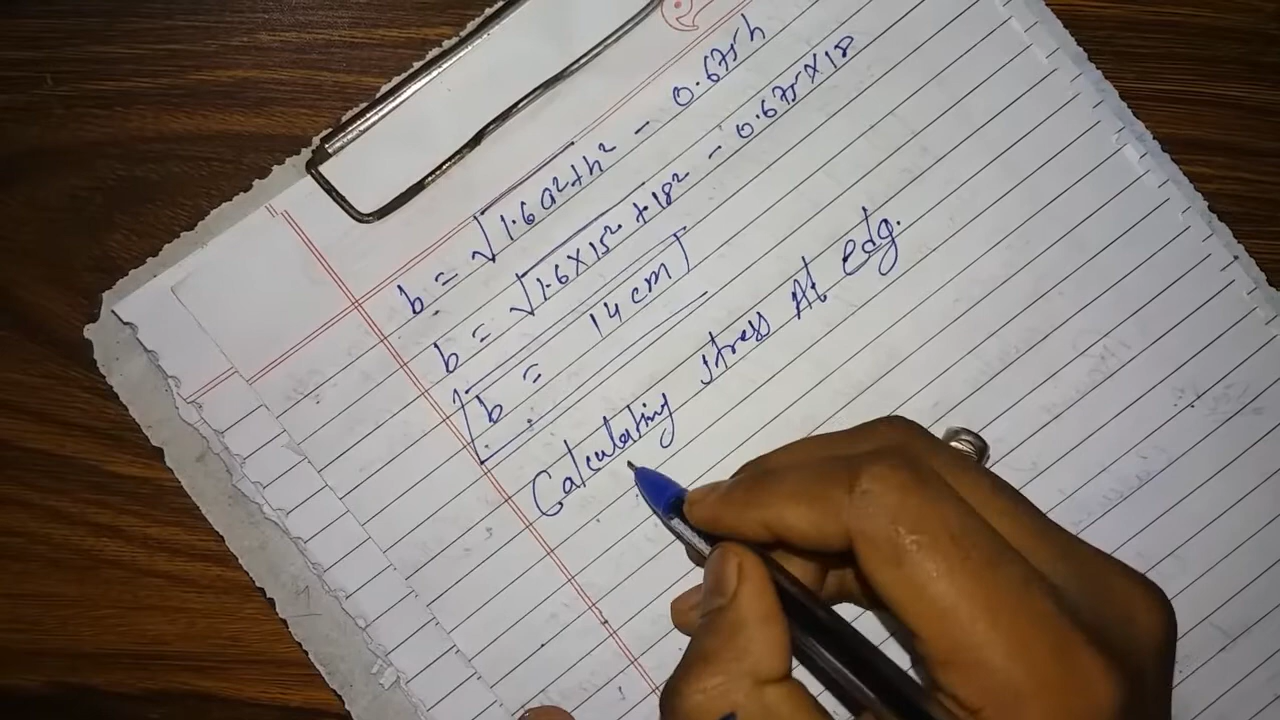 b = √1.6a²+h² - 0.675h
b = √1.6×15²+18² - 0.675×18
b = 14 cm
Calculating stress At edg.